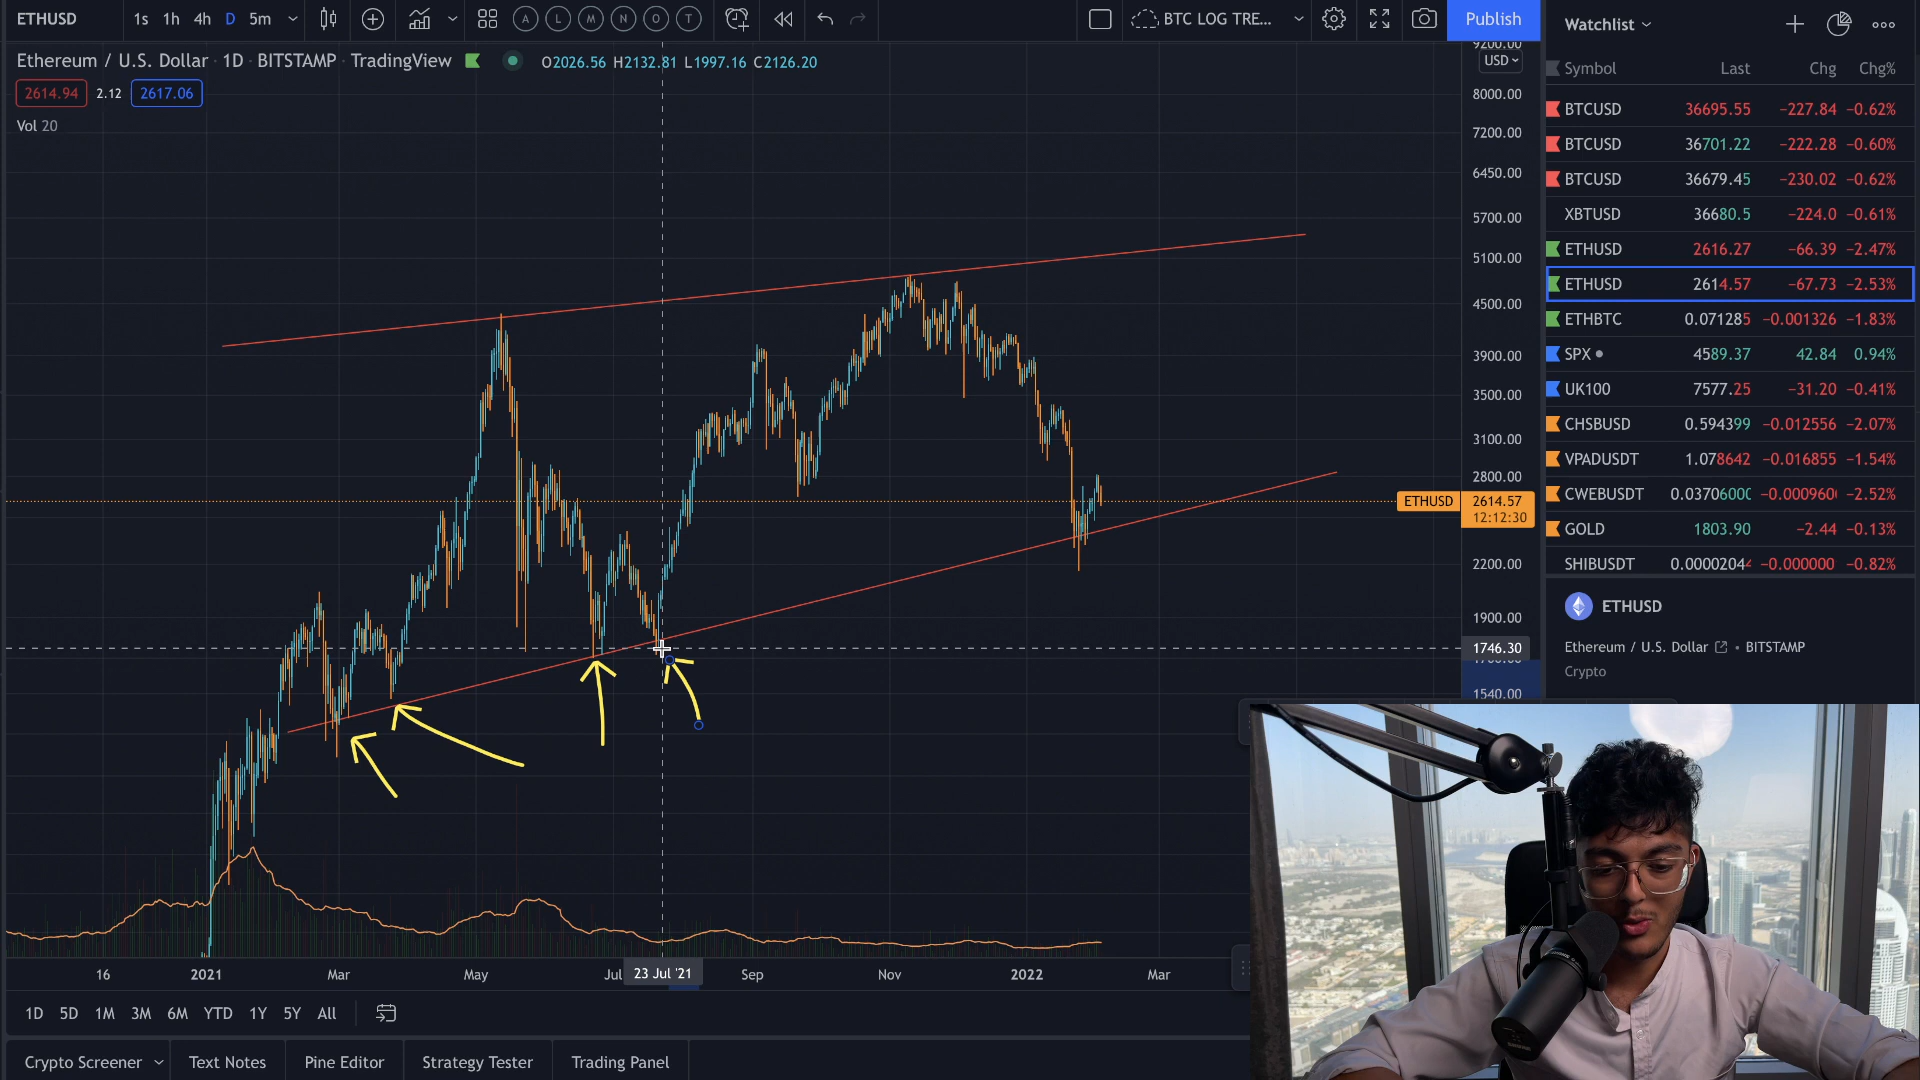 ETHUSD 1s 1h 4h D 5m A L M N O T BTC LOG TRE... Publish
Ethereum / U.S. Dollar · 1D · BITSTAMP · TradingView O2026.56 H2132.81 L1997.16 C2126.20
2614.94 2.12 2617.06
Vol 20
9200.00
USD
8000.00
7200.00
6450.00
5700.00
5100.00
4500.00
3900.00
3500.00
3100.00
2800.00
ETHUSD 2614.57
12:12:30
2200.00
1900.00
1746.30
1540.00
16 2021 Mar May Jul 23 Jul '21 Sep Nov 2022 Mar
1D 5D 1M 3M 6M YTD 1Y 5Y All
Crypto Screener Text Notes Pine Editor Strategy Tester Trading Panel
Watchlist
Symbol Last Chg Chg%
BTCUSD 36695.55 −227.84 −0.62%
BTCUSD 36701.22 −222.28 −0.60%
BTCUSD 36679.45 −230.02 −0.62%
XBTUSD 36680.5 −224.0 −0.61%
ETHUSD 2616.27 −66.39 −2.47%
ETHUSD 2614.57 −67.73 −2.53%
ETHBTC 0.071285 −0.001326 −1.83%
SPX 4589.37 42.84 0.94%
UK100 7577.25 −31.20 −0.41%
CHSBUSD 0.594399 −0.012556 −2.07%
VPADUSDT 1.078642 −0.016855 −1.54%
CWEBUSDT −2.52%
GOLD 1803.90 −2.44 −0.13%
SHIBUSDT −0.000000 −0.82%
ETHUSD
Ethereum / U.S. Dollar • BITSTAMP
Crypto